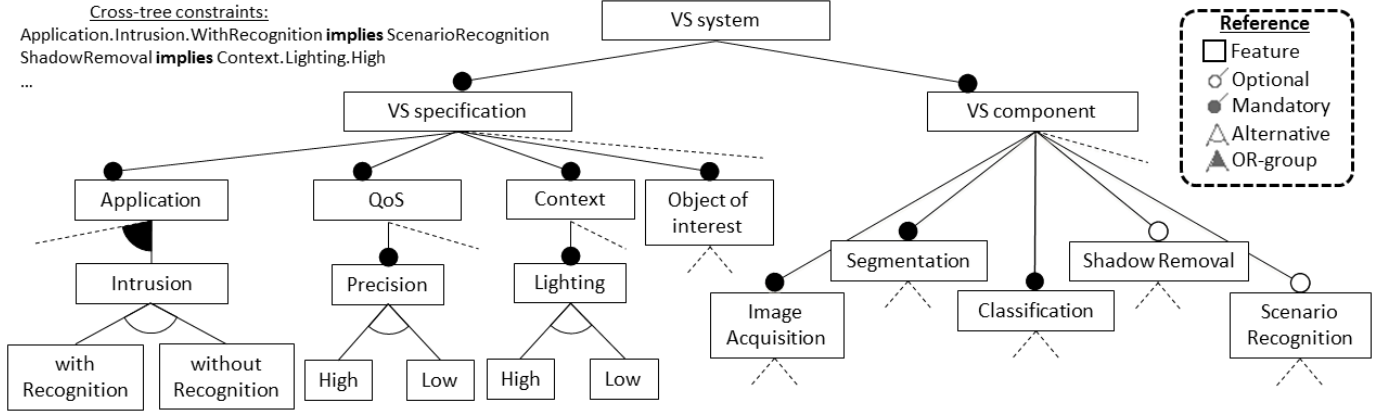 Cross-tree constraints:
Application.Intrusion.WithRecognition implies ScenarioRecognition
ShadowRemoval implies Context.Lighting.High
...
VS system
Reference
Feature
Optional
Mandatory
Alternative
OR-group
VS specification
VS component
Application
QoS
Context
Object of
interest
Intrusion
Precision
Lighting
Segmentation
Shadow Removal
Image
Acquisition
Classification
Scenario
Recognition
with
Recognition
without
Recognition
High
Low
High
Low